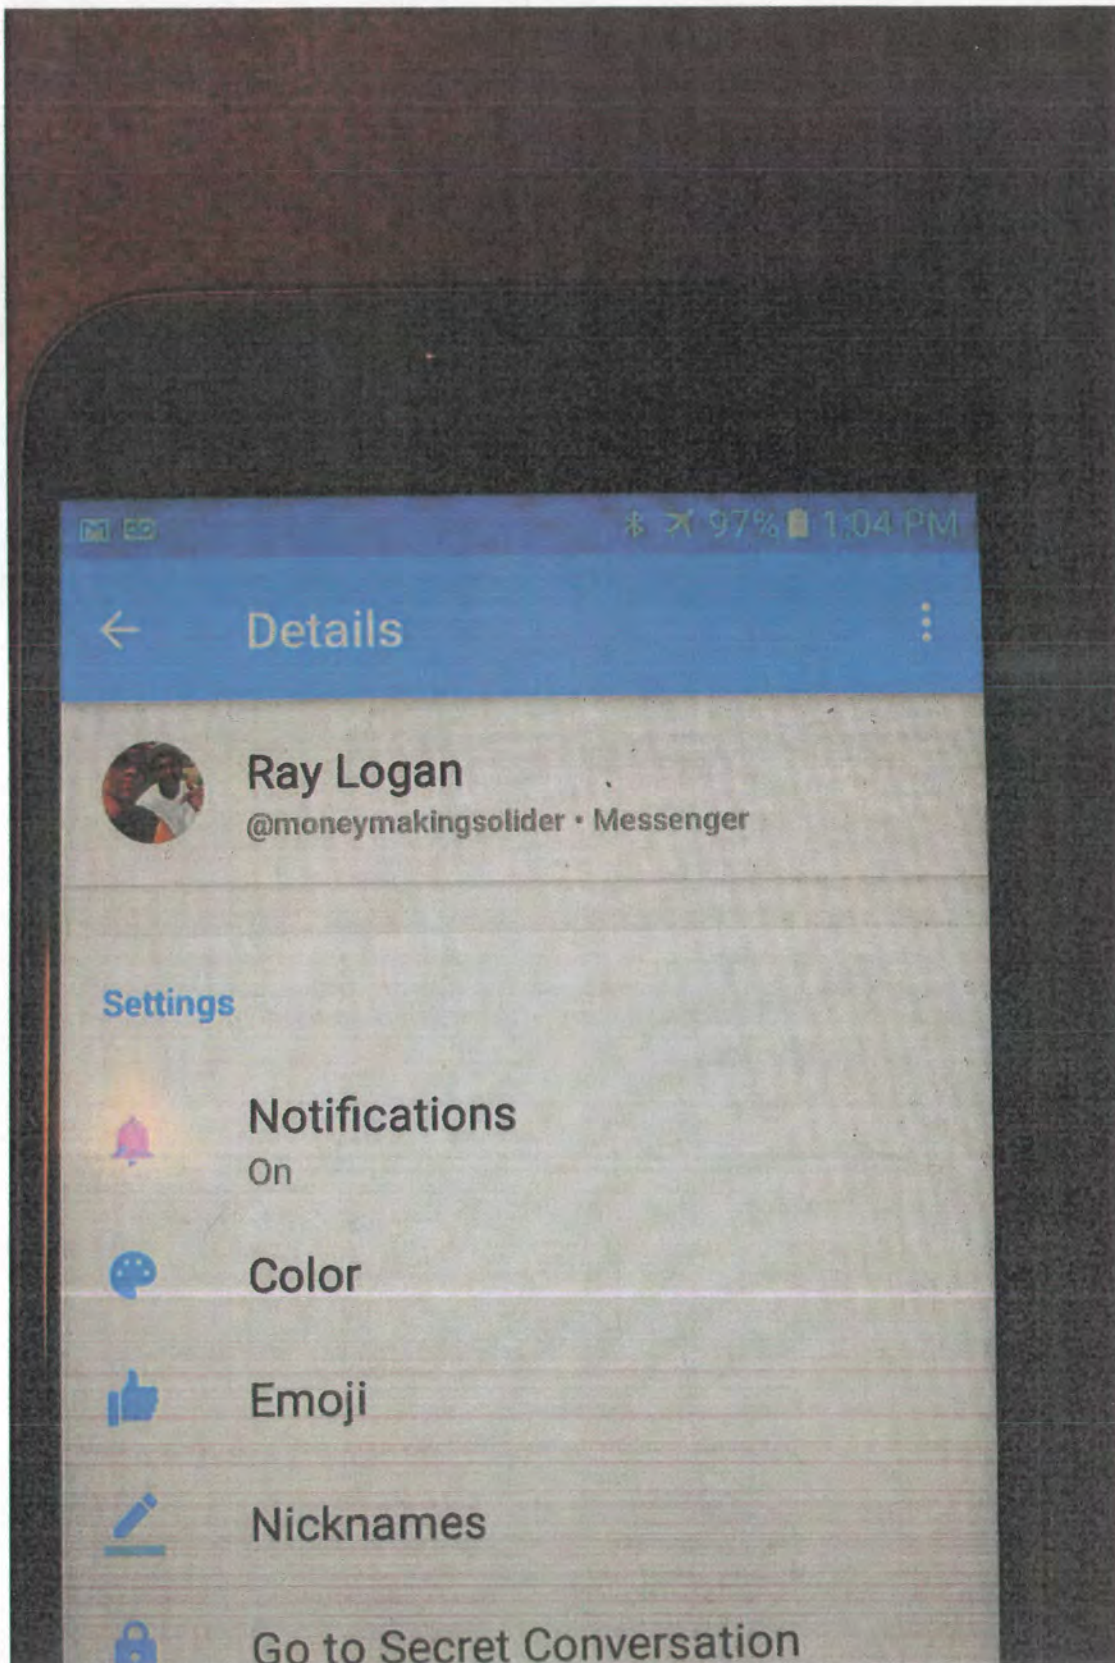 97% 1:04 PM
Details
Ray Logan
@moneymakingsolider • Messenger
Settings
Notifications
On
Color
Emoji
Nicknames
Go to Secret Conversation